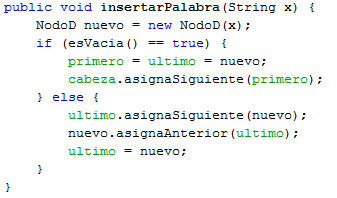 public void insertarPalabra(String x) {
    NodoD nuevo = new NodoD(x);
    if (esVacia() == true) {
        primero = ultimo = nuevo;
        cabeza.asignaSiguiente(primero);
    } else {
        ultimo.asignaSiguiente(nuevo);
        nuevo.asignaAnterior(ultimo);
        ultimo = nuevo;
    }
}